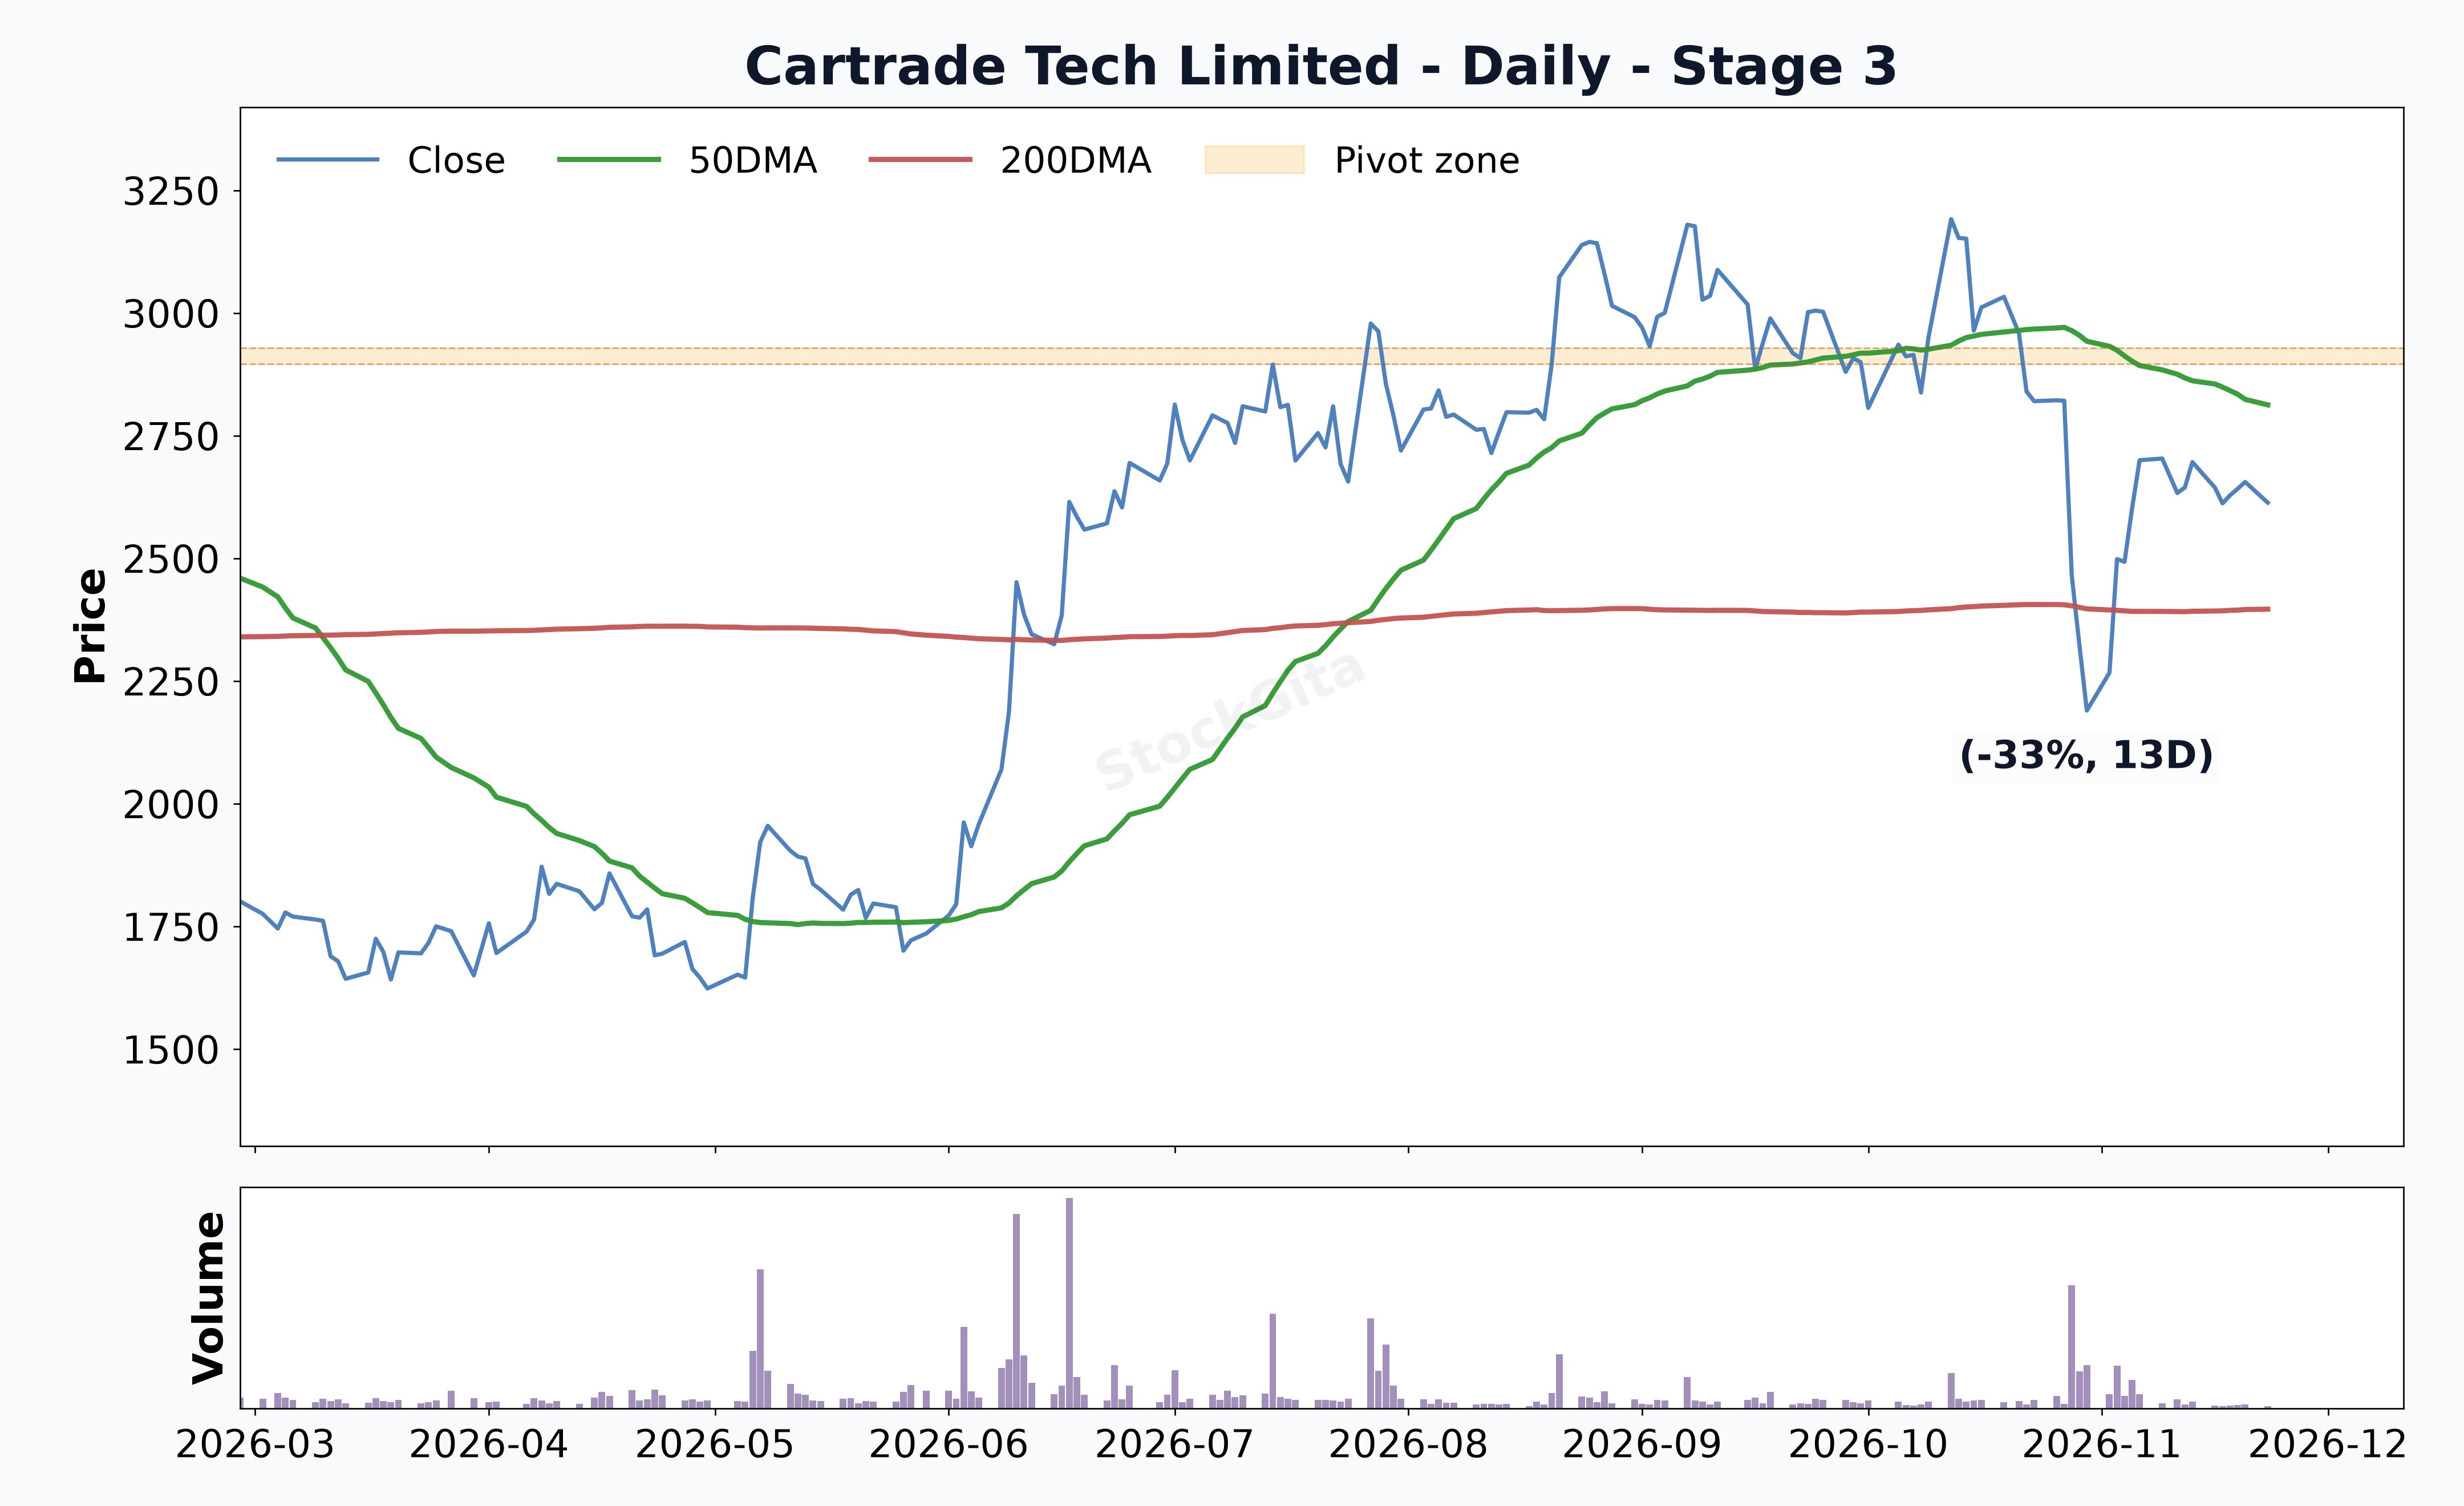 Cartrade Tech Limited - Daily - Stage 3
Close 50DMA 200DMA Pivot zone
3250
3000
2750
2500
2250
2000
1750
1500
Price
StockGita
(-33%, 13D)
Volume
2026-03 2026-04 2026-05 2026-06 2026-07 2026-08 2026-09 2026-10 2026-11 2026-12